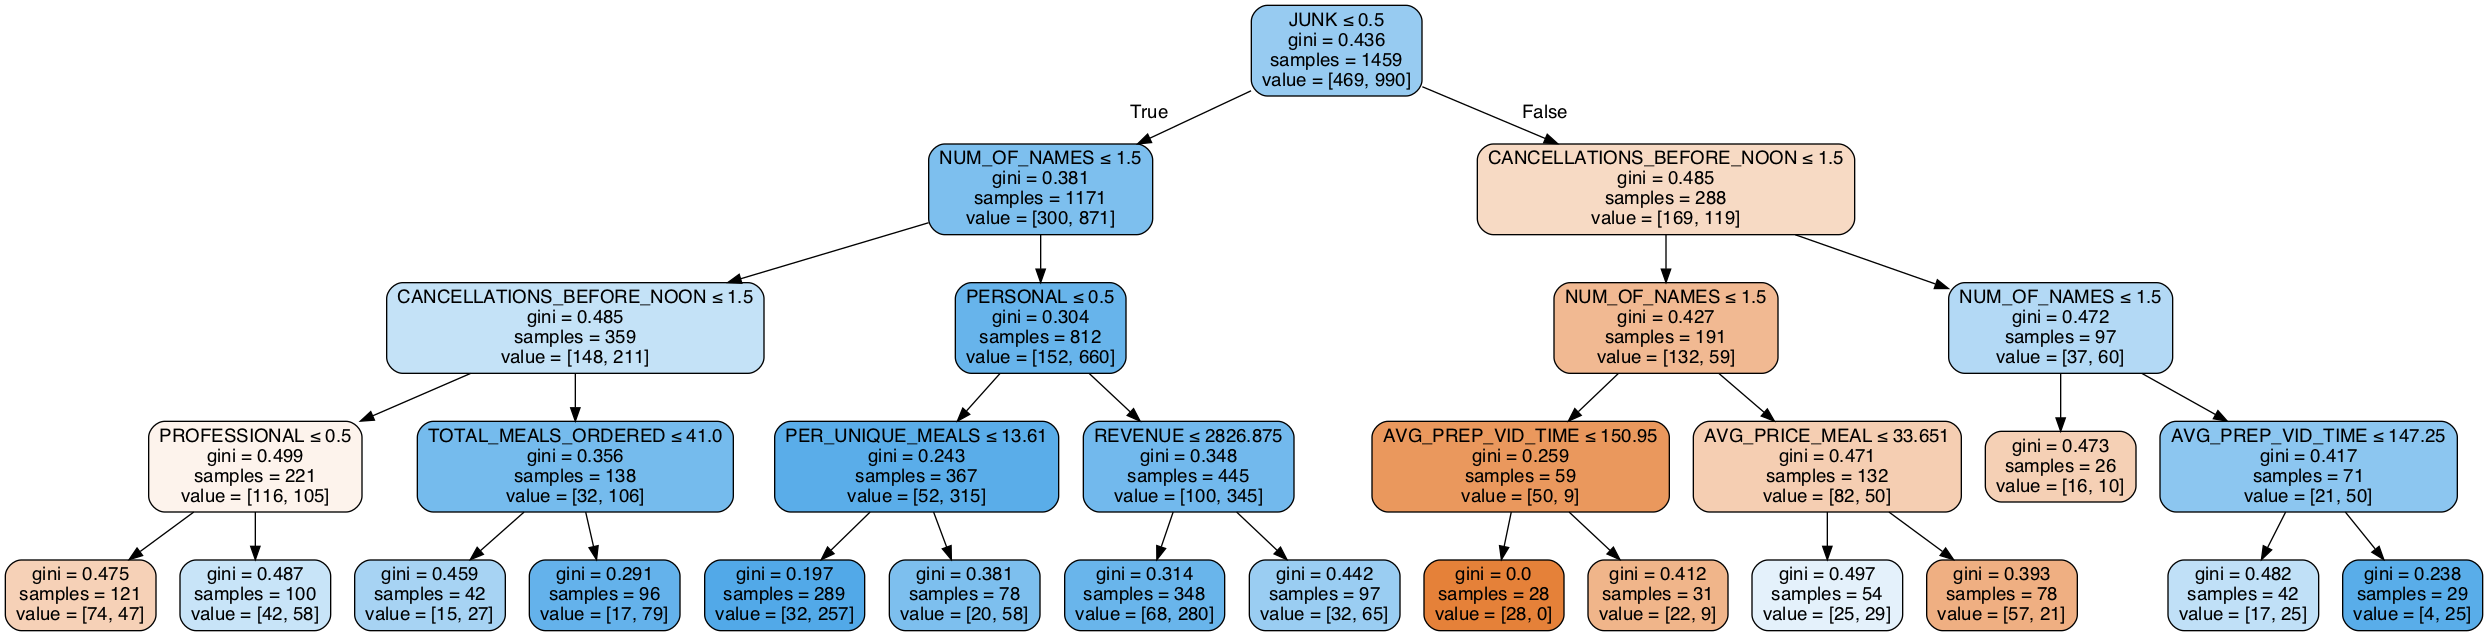 JUNK ≤ 0.5
gini = 0.436
samples = 1459
value = [469, 990]
True
False
NUM_OF_NAMES ≤ 1.5
gini = 0.381
samples = 1171
value = [300, 871]
CANCELLATIONS_BEFORE_NOON ≤ 1.5
gini = 0.485
samples = 288
value = [169, 119]
CANCELLATIONS_BEFORE_NOON ≤ 1.5
gini = 0.485
samples = 359
value = [148, 211]
PERSONAL ≤ 0.5
gini = 0.304
samples = 812
value = [152, 660]
NUM_OF_NAMES ≤ 1.5
gini = 0.427
samples = 191
value = [132, 59]
NUM_OF_NAMES ≤ 1.5
gini = 0.472
samples = 97
value = [37, 60]
PROFESSIONAL ≤ 0.5
gini = 0.499
samples = 221
value = [116, 105]
TOTAL_MEALS_ORDERED ≤ 41.0
gini = 0.356
samples = 138
value = [32, 106]
PER_UNIQUE_MEALS ≤ 13.61
gini = 0.243
samples = 367
value = [52, 315]
REVENUE ≤ 2826.875
gini = 0.348
samples = 445
value = [100, 345]
AVG_PREP_VID_TIME ≤ 150.95
gini = 0.259
samples = 59
value = [50, 9]
AVG_PRICE_MEAL ≤ 33.651
gini = 0.471
samples = 132
value = [82, 50]
gini = 0.473
samples = 26
value = [16, 10]
AVG_PREP_VID_TIME ≤ 147.25
gini = 0.417
samples = 71
value = [21, 50]
gini = 0.475
samples = 121
value = [74, 47]
gini = 0.487
samples = 100
value = [42, 58]
gini = 0.459
samples = 42
value = [15, 27]
gini = 0.291
samples = 96
value = [17, 79]
gini = 0.197
samples = 289
value = [32, 257]
gini = 0.381
samples = 78
value = [20, 58]
gini = 0.314
samples = 348
value = [68, 280]
gini = 0.442
samples = 97
value = [32, 65]
gini = 0.0
samples = 28
value = [28, 0]
gini = 0.412
samples = 31
value = [22, 9]
gini = 0.497
samples = 54
value = [25, 29]
gini = 0.393
samples = 78
value = [57, 21]
gini = 0.482
samples = 42
value = [17, 25]
gini = 0.238
samples = 29
value = [4, 25]